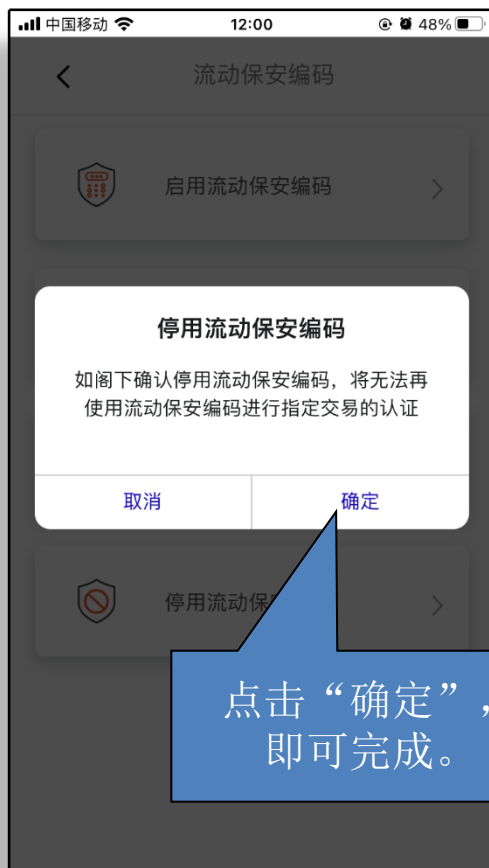 中国移动
12:00
48%
流动保安编码
启用流动保安编码
停用流动保安编码
如阁下确认停用流动保安编码，将无法再
使用流动保安编码进行指定交易的认证
取消
确定
停用流动保
点击“确定”，
即可完成。